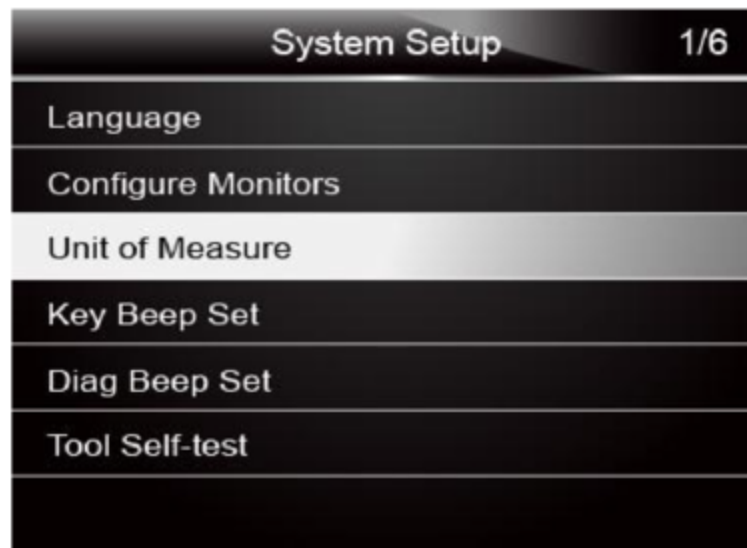 System Setup 1/6
Language
Configure Monitors
Unit of Measure
Key Beep Set
Diag Beep Set
Tool Self-test